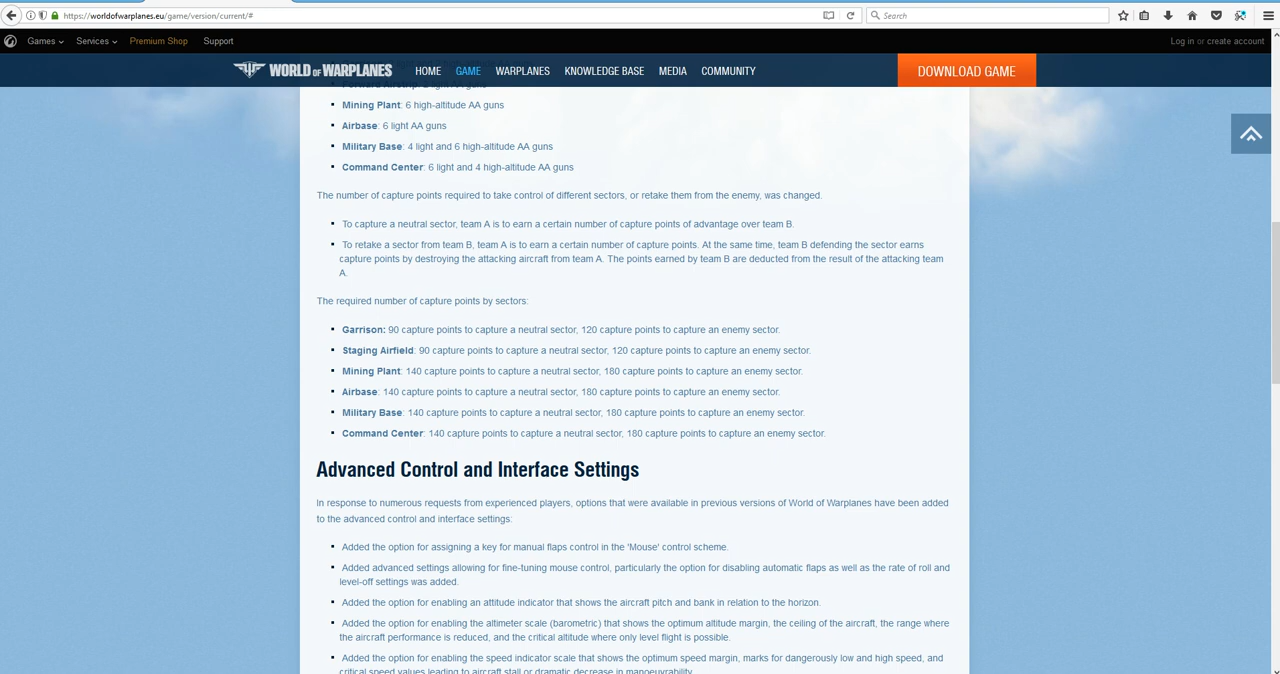 https://worldofwarplanes.eu/game/version/current/#
Search
Games
Services
Premium Shop
Support
Log in or create account
WORLD OF WARPLANES
HOME
GAME
WARPLANES
KNOWLEDGE BASE
MEDIA
COMMUNITY
DOWNLOAD GAME
Mining Plant: 6 high-altitude AA guns
Airbase: 6 light AA guns
Military Base: 4 light and 6 high-altitude AA guns
Command Center: 6 light and 4 high-altitude AA guns
The number of capture points required to take control of different sectors, or retake them from the enemy, was changed.
To capture a neutral sector, team A is to earn a certain number of capture points of advantage over team B.
To retake a sector from team B, team A is to earn a certain number of capture points. At the same time, team B defending the sector earns
capture points by destroying the attacking aircraft from team A. The points earned by team B are deducted from the result of the attacking team
A.
The required number of capture points by sectors:
Garrison: 90 capture points to capture a neutral sector, 120 capture points to capture an enemy sector.
Staging Airfield: 90 capture points to capture a neutral sector, 120 capture points to capture an enemy sector.
Mining Plant: 140 capture points to capture a neutral sector, 180 capture points to capture an enemy sector.
Airbase: 140 capture points to capture a neutral sector, 180 capture points to capture an enemy sector.
Military Base: 140 capture points to capture a neutral sector, 180 capture points to capture an enemy sector.
Command Center: 140 capture points to capture a neutral sector, 180 capture points to capture an enemy sector.
Advanced Control and Interface Settings
In response to numerous requests from experienced players, options that were available in previous versions of World of Warplanes have been added
to the advanced control and interface settings:
Added the option for assigning a key for manual flaps control in the 'Mouse' control scheme.
Added advanced settings allowing for fine-tuning mouse control, particularly the option for disabling automatic flaps as well as the rate of roll and
level-off settings was added.
Added the option for enabling an attitude indicator that shows the aircraft pitch and bank in relation to the horizon.
Added the option for enabling the altimeter scale (barometric) that shows the optimum altitude margin, the ceiling of the aircraft, the range where
the aircraft performance is reduced, and the critical altitude where only level flight is possible.
Added the option for enabling the speed indicator scale that shows the optimum speed margin, marks for dangerously low and high speed, and
critical speed values leading to aircraft stall or dramatic decrease in manoeuvrability.